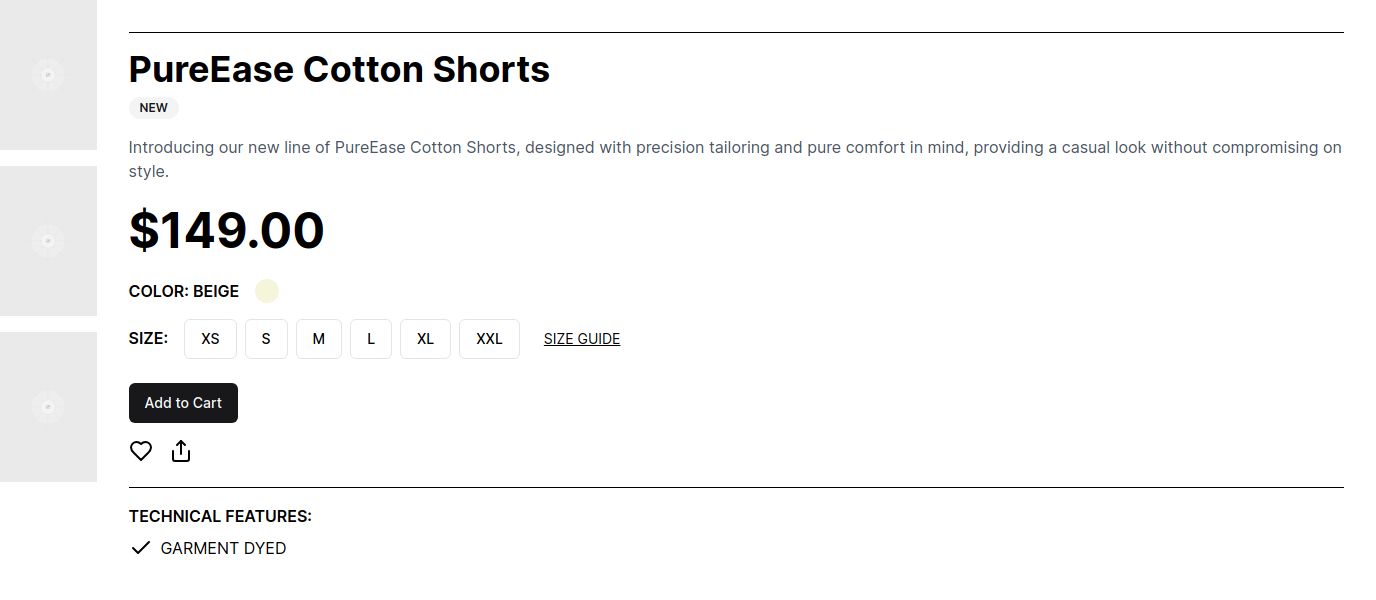 PureEase Cotton Shorts
NEW
Introducing our new line of PureEase Cotton Shorts, designed with precision tailoring and pure comfort in mind, providing a casual look without compromising on
style.
$149.00
COLOR: BEIGE
SIZE: XS S M L XL XXL SIZE GUIDE
Add to Cart
TECHNICAL FEATURES:
GARMENT DYED